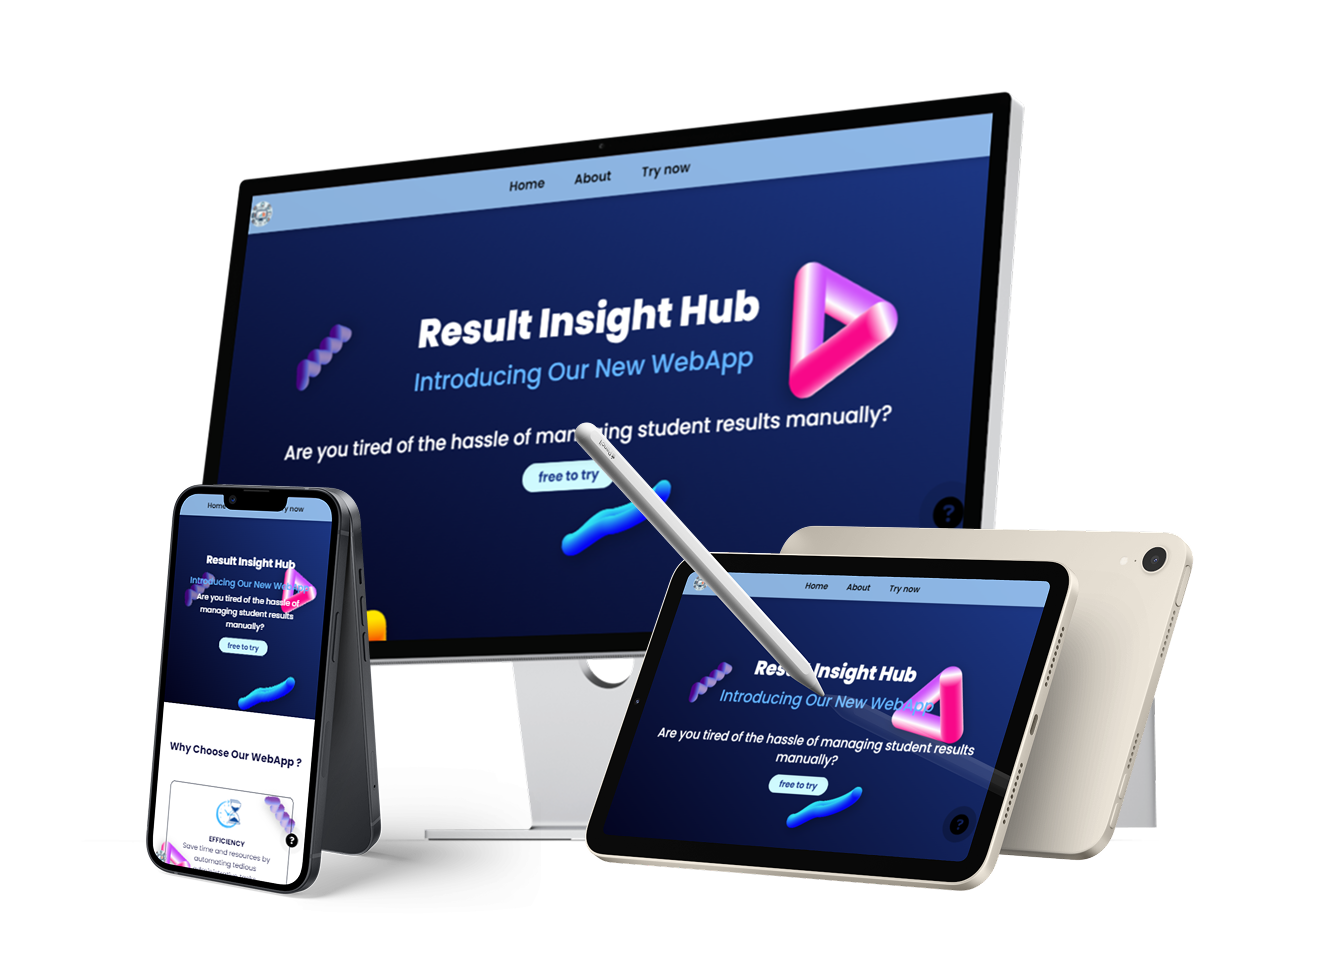 Home About Try now
Result Insight Hub
Introducing Our New WebApp
Are you tired of the hassle of managing student results manually?
free to try
?
Home Try now
Result Insight Hub
Introducing Our New WebApp
Are you tired of the hassle of
managing student results
manually?
free to try
Why Choose Our WebApp ?
EFFICIENCY
Save time and resources by
automating tedious
?
Home About Try now
Result Insight Hub
Introducing Our New WebApp
Are you tired of the hassle of managing student results
manually?
free to try
?